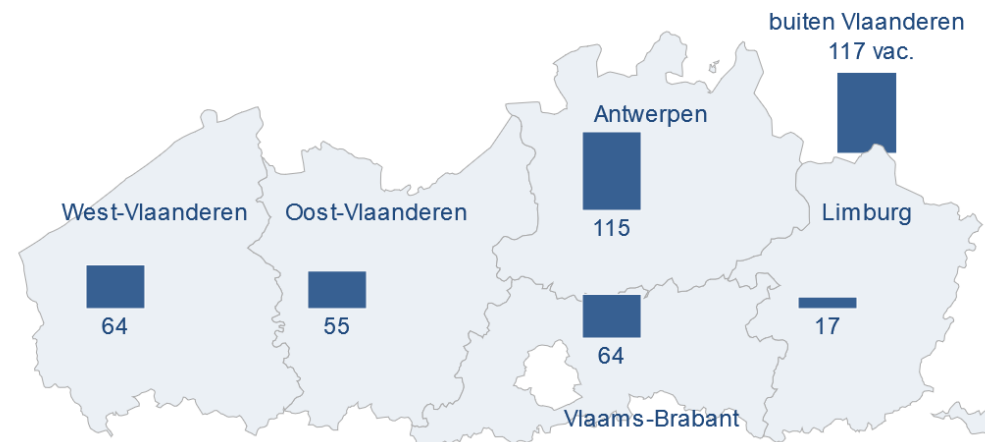 buiten Vlaanderen
117 vac.
Antwerpen
115
West-Vlaanderen
64
Oost-Vlaanderen
55
Limburg
17
64
Vlaams-Brabant